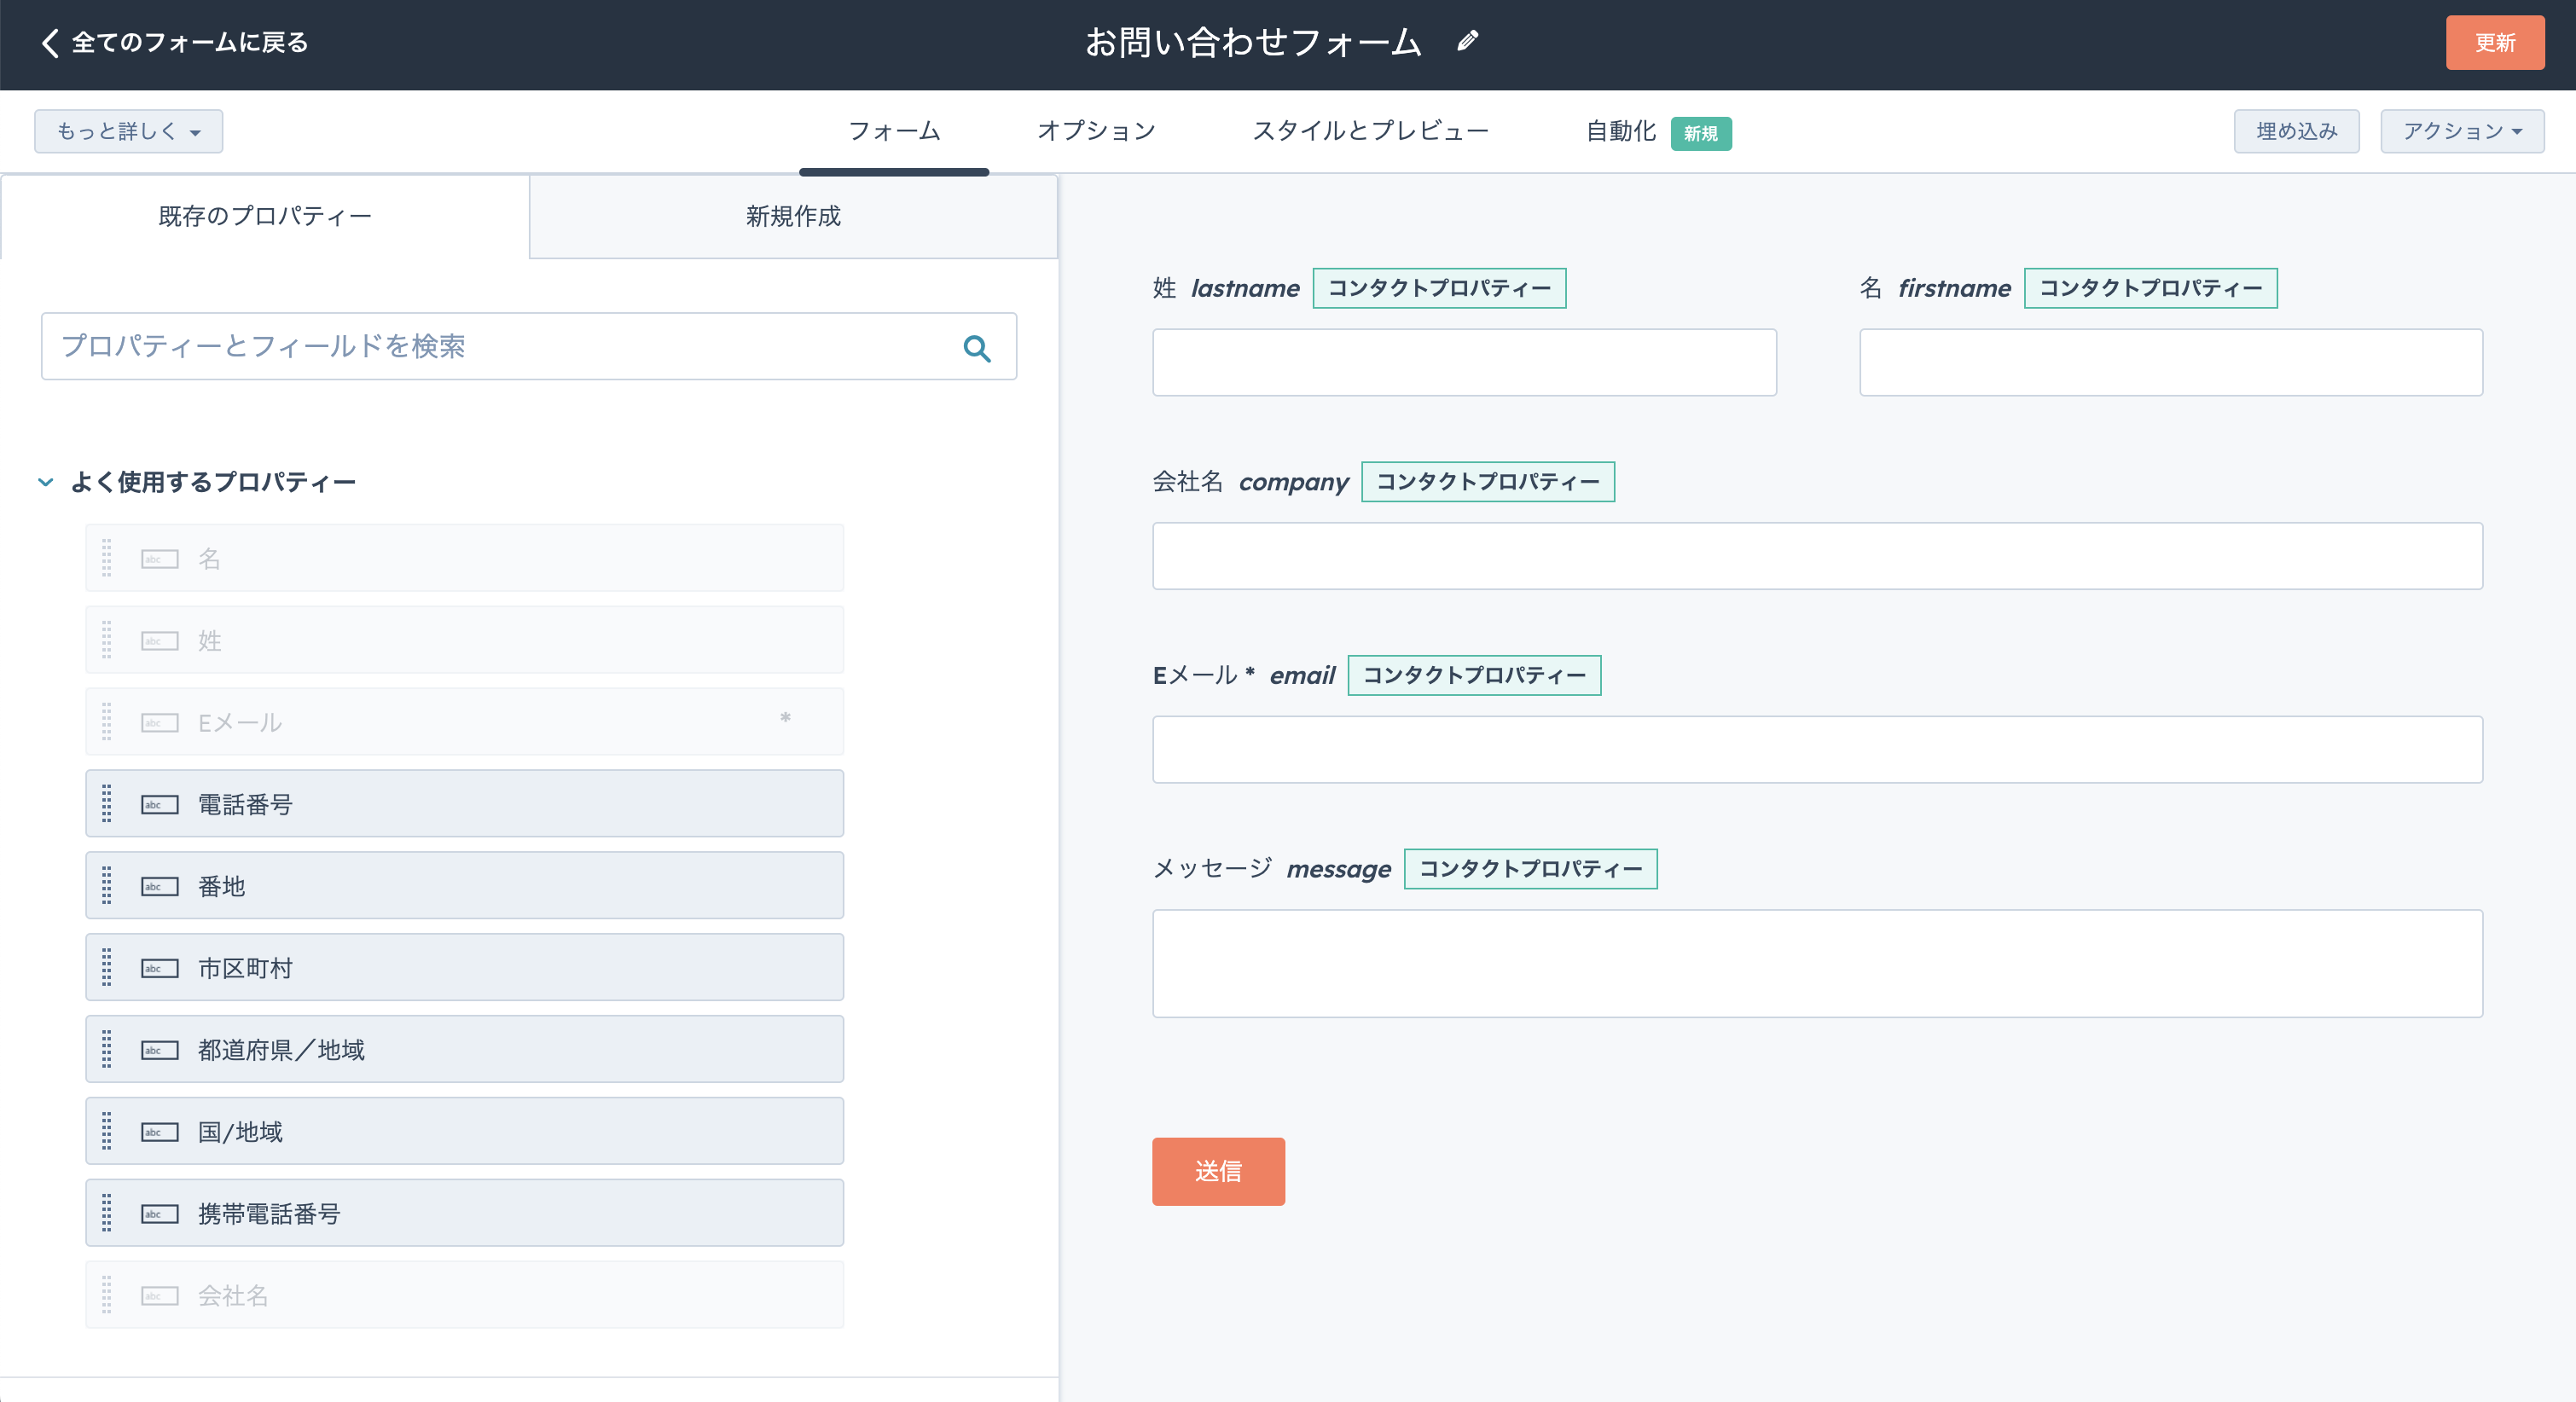 全てのフォームに戻る
お問い合わせフォーム
更新
もっと詳しく
フォーム
オプション
スタイルとプレビュー
自動化 新規
埋め込み
アクション
既存のプロパティー
新規作成
プロパティーとフィールドを検索
よく使用するプロパティー
abc 名
abc 姓
abc Eメール *
abc 電話番号
abc 番地
abc 市区町村
abc 都道府県／地域
abc 国/地域
abc 携帯電話番号
abc 会社名
姓 lastname コンタクトプロパティー
名 firstname コンタクトプロパティー
会社名 company コンタクトプロパティー
Eメール * email コンタクトプロパティー
メッセージ message コンタクトプロパティー
送信